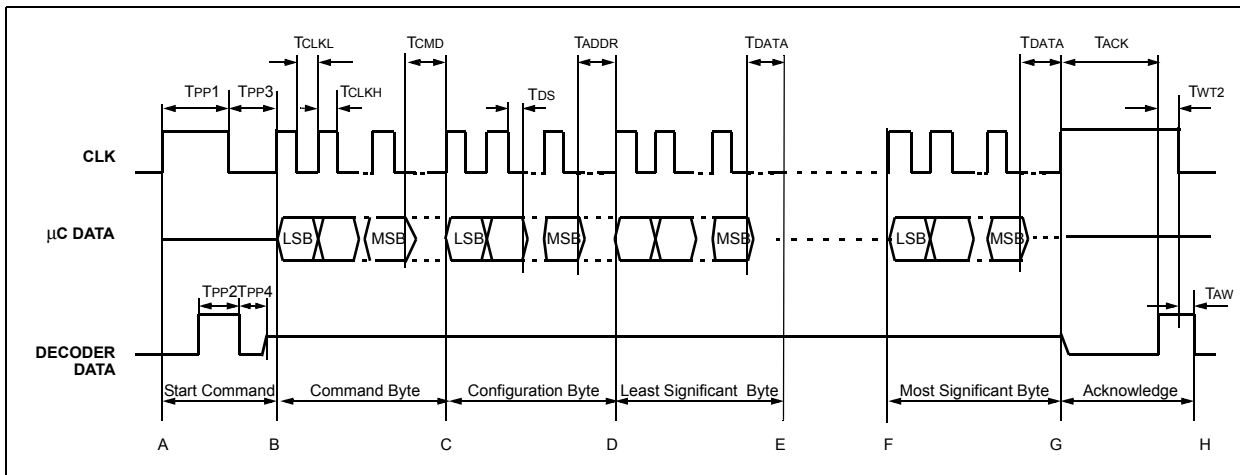 TCLKL TCMD TADDR TDATA TDATA TACK
TPP1 TPP3 TCLKH TDS TWT2
CLK
µC DATA LSB MSB LSB MSB MSB LSB MSB
TPP2 TPP4 TAW
DECODER
DATA
Start Command Command Byte Configuration Byte Least Significant Byte Most Significant Byte Acknowledge
A B C D E F G H